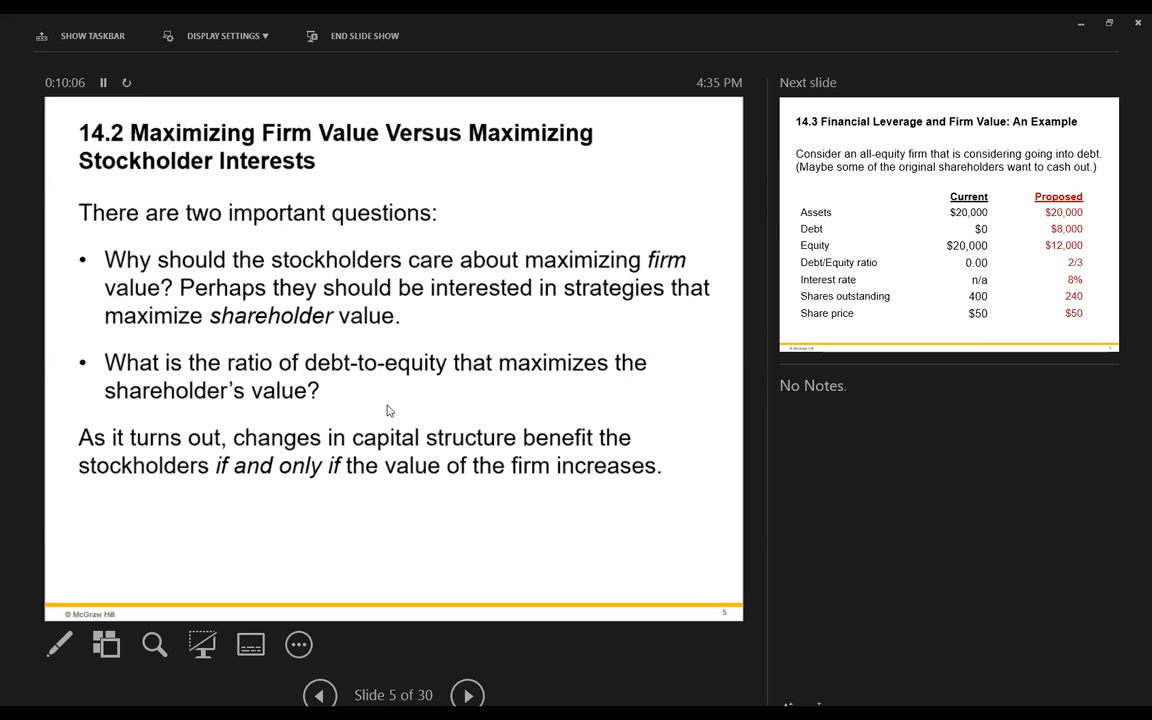 SHOW TASKBAR DISPLAY SETTINGS ▼ END SLIDE SHOW
0:10:06 4:35 PM
14.2 Maximizing Firm Value Versus Maximizing
Stockholder Interests
There are two important questions:
• Why should the stockholders care about maximizing firm
value? Perhaps they should be interested in strategies that
maximize shareholder value.
• What is the ratio of debt-to-equity that maximizes the
shareholder’s value?
As it turns out, changes in capital structure benefit the
stockholders if and only if the value of the firm increases.
© McGraw Hill 5
Slide 5 of 30
Next slide
14.3 Financial Leverage and Firm Value: An Example
Consider an all-equity firm that is considering going into debt.
(Maybe some of the original shareholders want to cash out.)
Current Proposed
Assets $20,000 $20,000
Debt $0 $8,000
Equity $20,000 $12,000
Debt/Equity ratio 0.00 2/3
Interest rate n/a 8%
Shares outstanding 400 240
Share price $50 $50
© McGraw Hill
No Notes.